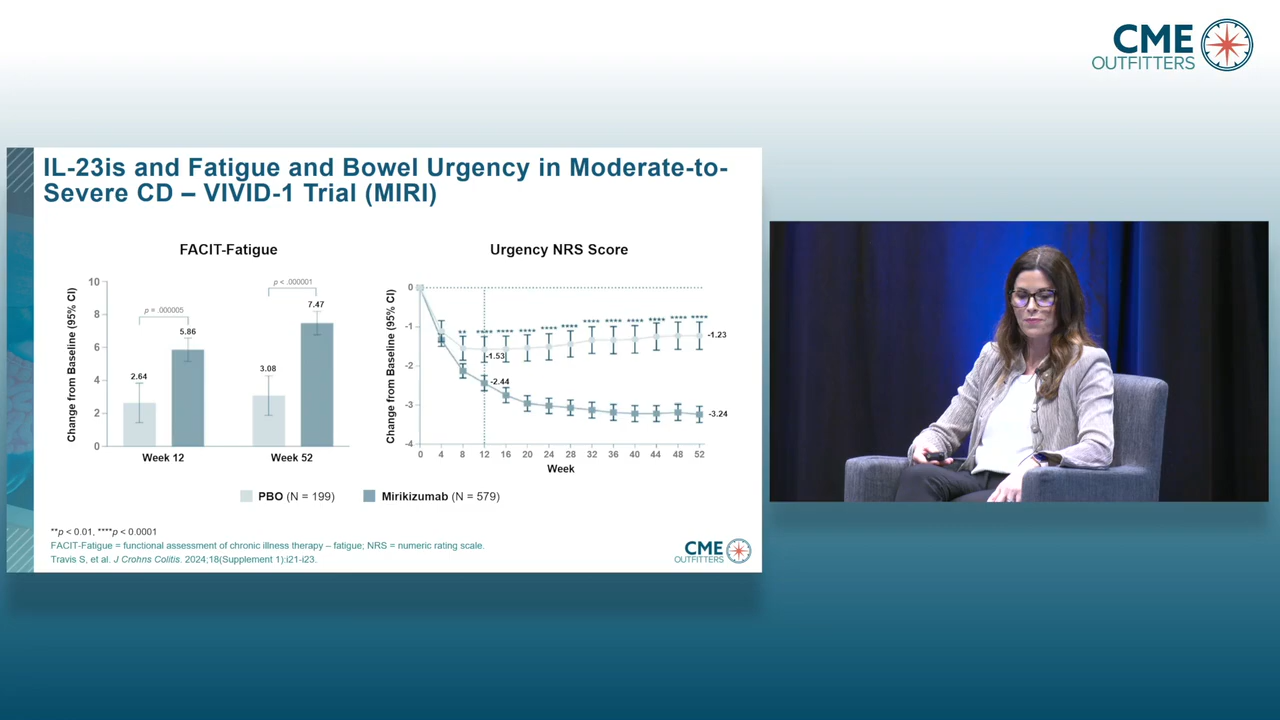 CME
OUTFITTERS
IL-23is and Fatigue and Bowel Urgency in Moderate-to-
Severe CD – VIVID-1 Trial (MIRI)
FACIT-Fatigue
Change from Baseline (95% CI)
10
8
6
4
2
0
p = .000005
2.64
5.86
p < .000001
3.08
7.47
Week 12
Week 52
Urgency NRS Score
Change from Baseline (95% CI)
0
-1
-2
-3
-4
** **** **** **** **** **** **** **** **** **** **** ****
-1.53
-2.44
-1.23
-3.24
0 4 8 12 16 20 24 28 32 36 40 44 48 52
Week
PBO (N = 199)
Mirikizumab (N = 579)
**p < 0.01, ****p < 0.0001
FACIT-Fatigue = functional assessment of chronic illness therapy – fatigue; NRS = numeric rating scale.
Travis S, et al. J Crohns Colitis. 2024;18(Supplement 1):i21-i23.
CME
OUTFITTERS